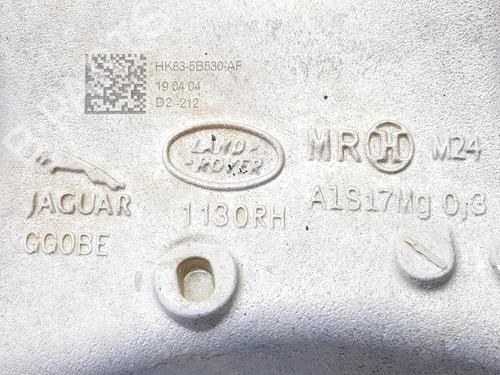 HK83-5B530-AF
19 04 04
D2 -212
LAND-
-ROVER
MR H M24
JAGUAR
1130RH
AlSi7Mg 0,3
GGOBE